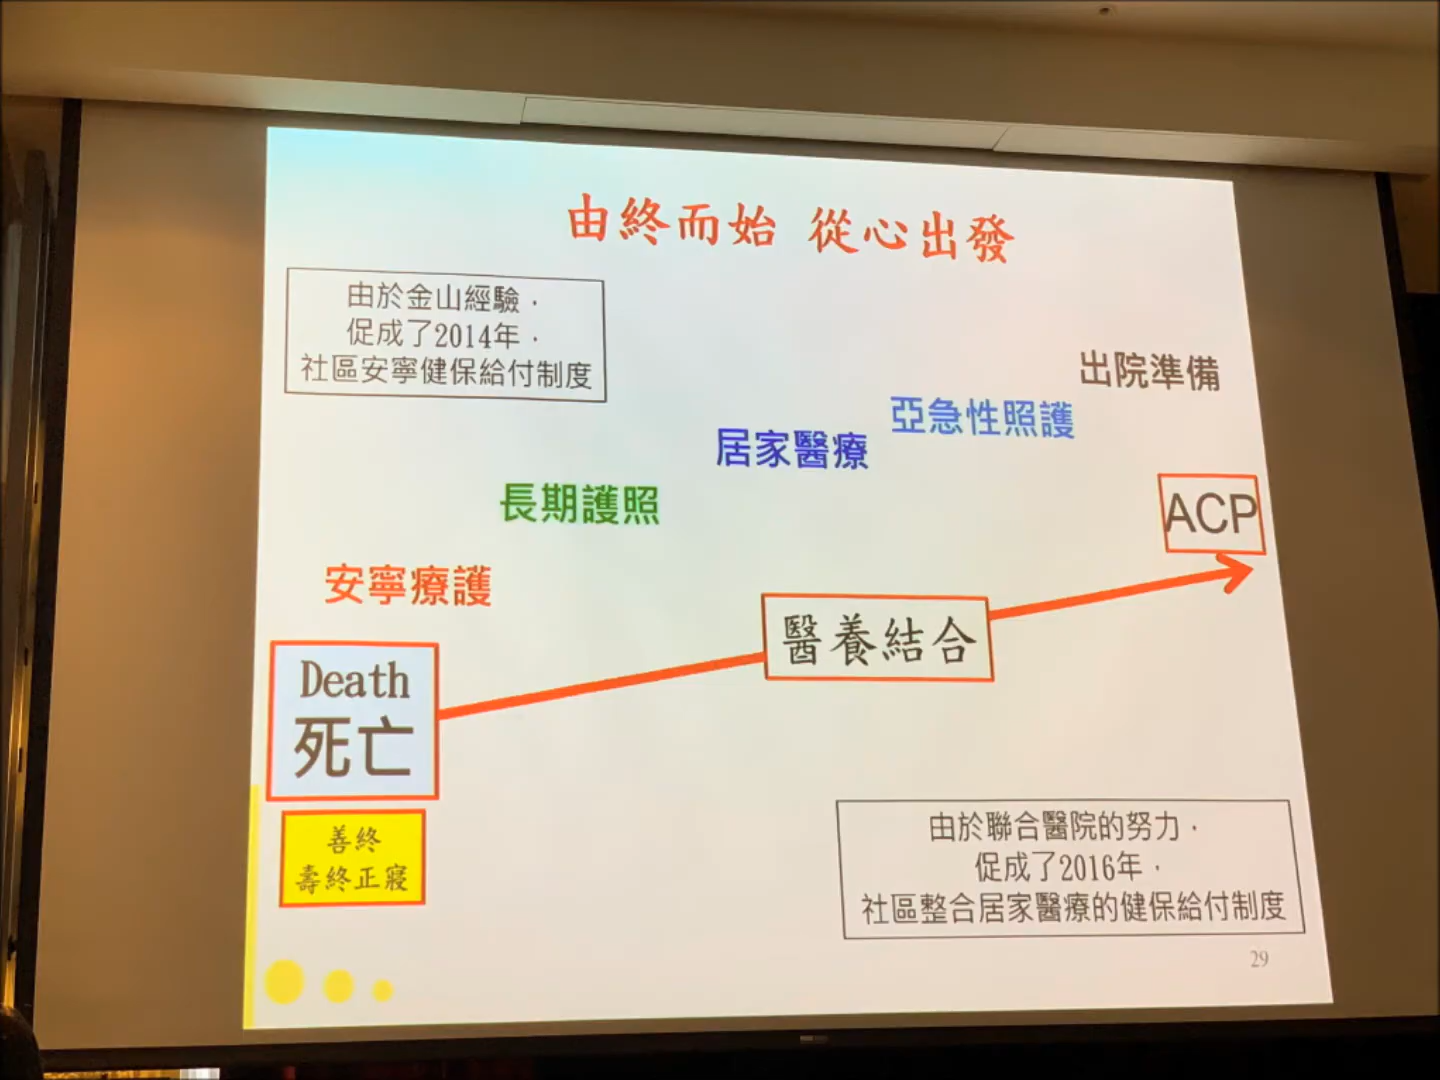 由終而始 從心出發
由於金山經驗，
促成了2014年，
社區安寧健保給付制度
出院準備
亞急性照護
居家醫療
長期護照
安寧療護
ACP
醫養結合
Death
死亡
善終
壽終正寢
由於聯合醫院的努力，
促成了2016年，
社區整合居家醫療的健保給付制度
29